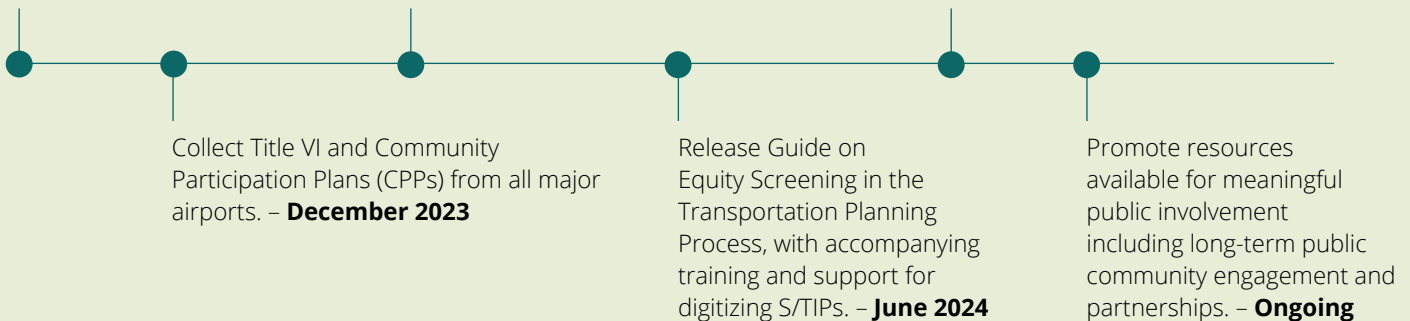 Collect Title VI and Community
Participation Plans (CPPs) from all major
airports. – December 2023
Release Guide on
Equity Screening in the
Transportation Planning
Process, with accompanying
training and support for
digitizing S/TIPs. – June 2024
Promote resources
available for meaningful
public involvement
including long-term public
community engagement and
partnerships. – Ongoing